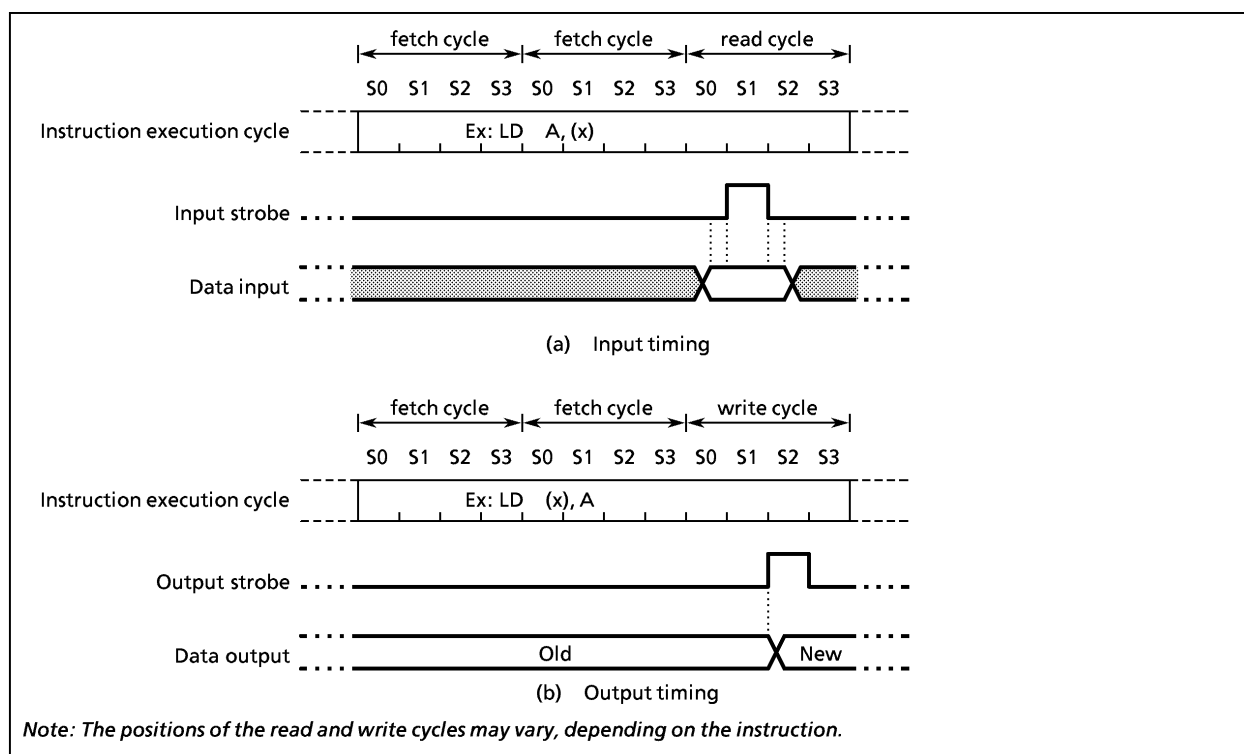 fetch cycle fetch cycle read cycle
S0 S1 S2 S3 S0 S1 S2 S3 S0 S1 S2 S3
Instruction execution cycle Ex: LD A, (x)
Input strobe
Data input
(a) Input timing
fetch cycle fetch cycle write cycle
S0 S1 S2 S3 S0 S1 S2 S3 S0 S1 S2 S3
Instruction execution cycle Ex: LD (x), A
Output strobe
Data output Old New
(b) Output timing
Note: The positions of the read and write cycles may vary, depending on the instruction.